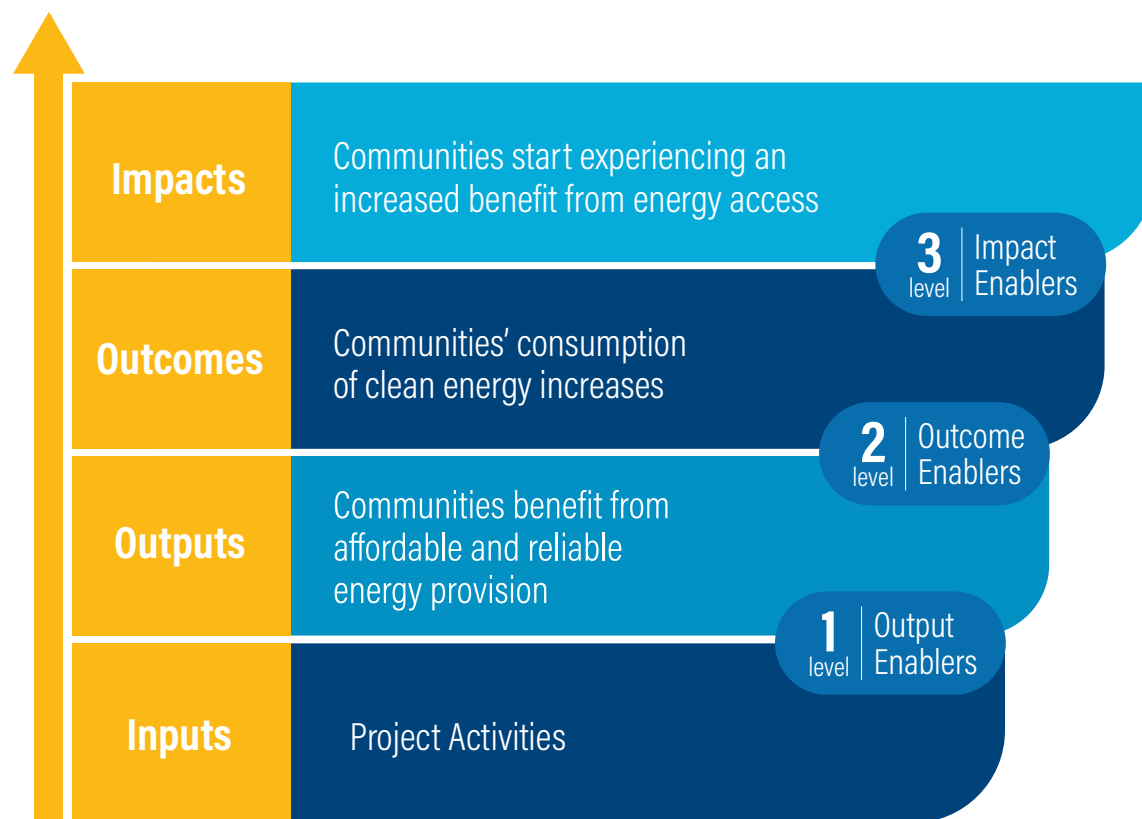 Impacts
Communities start experiencing an
increased benefit from energy access
3
level
Impact
Enablers
Outcomes
Communities’ consumption
of clean energy increases
2
level
Outcome
Enablers
Outputs
Communities benefit from
affordable and reliable
energy provision
1
level
Output
Enablers
Inputs
Project Activities